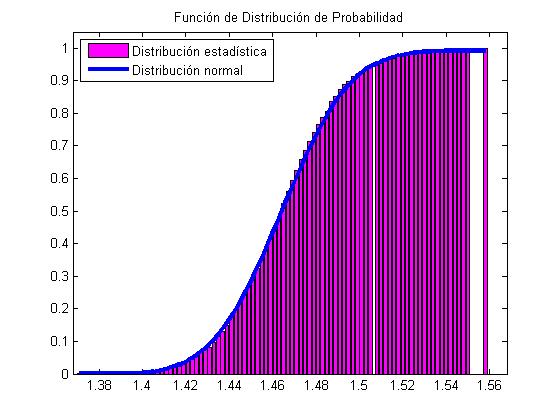 Función de Distribución de Probabilidad
Distribución estadística
Distribución normal
1
0.9
0.8
0.7
0.6
0.5
0.4
0.3
0.2
0.1
0
1.38 1.4 1.42 1.44 1.46 1.48 1.5 1.52 1.54 1.56